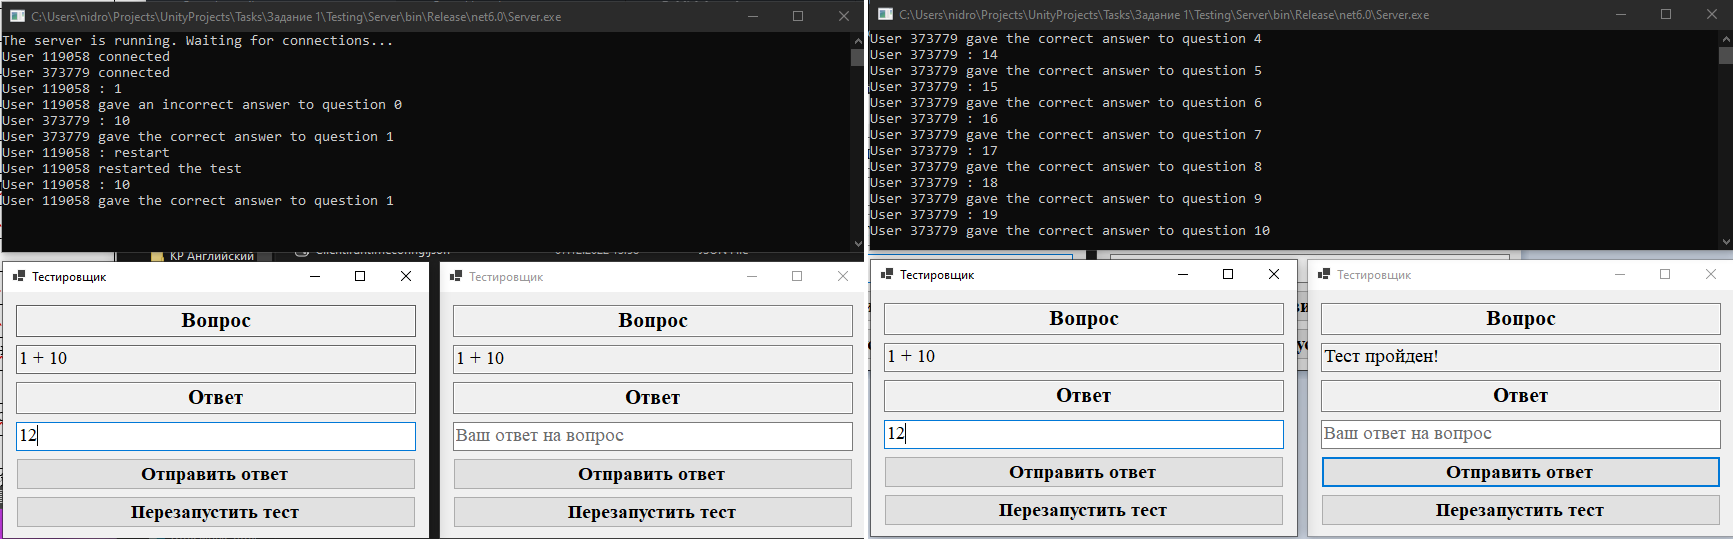 C:\Users\nidro\Projects\UnityProjects\Tasks\Задание 1\Testing\Server\bin\Release\net6.0\Server.exe
The server is running. Waiting for connections...
User 119058 connected
User 373779 connected
User 119058 : 1
User 119058 gave an incorrect answer to question 0
User 373779 : 10
User 373779 gave the correct answer to question 1
User 119058 : restart
User 119058 restarted the test
User 119058 : 10
User 119058 gave the correct answer to question 1
КР Английский
Тестировщик
Вопрос
1 + 10
Ответ
12
Отправить ответ
Перезапустить тест
Тестировщик
Вопрос
1 + 10
Ответ
Ваш ответ на вопрос
Отправить ответ
Перезапустить тест
C:\Users\nidro\Projects\UnityProjects\Tasks\Задание 1\Testing\Server\bin\Release\net6.0\Server.exe
User 373779 gave the correct answer to question 4
User 373779 : 14
User 373779 gave the correct answer to question 5
User 373779 : 15
User 373779 gave the correct answer to question 6
User 373779 : 16
User 373779 gave the correct answer to question 7
User 373779 : 17
User 373779 gave the correct answer to question 8
User 373779 : 18
User 373779 gave the correct answer to question 9
User 373779 : 19
User 373779 gave the correct answer to question 10
Тестировщик
Вопрос
1 + 10
Ответ
12
Отправить ответ
Перезапустить тест
Тестировщик
Вопрос
Тест пройден!
Ответ
Ваш ответ на вопрос
Отправить ответ
Перезапустить тест